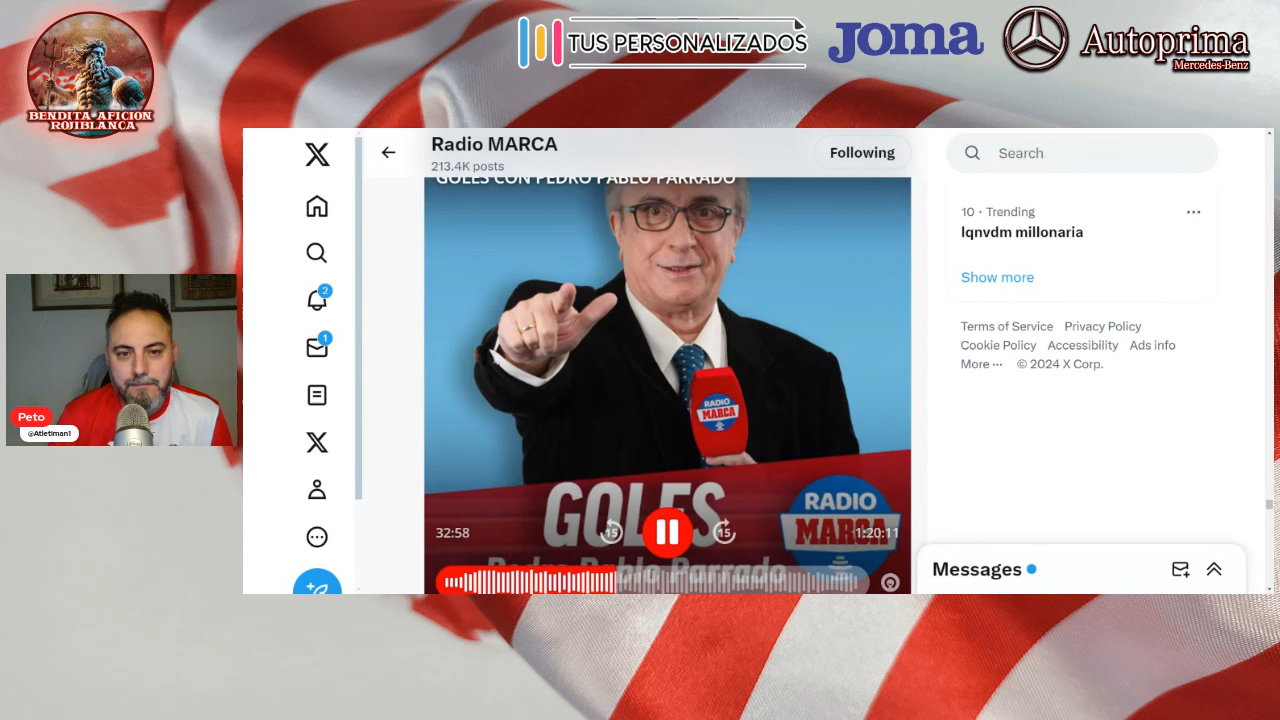 BENDITA AFICION
ROJIBLANCA
TUS PERSONALIZADOS
Joma
Autoprima
Mercedes-Benz
Peto
@Atletiman1
2
1
Radio MARCA
213.4K posts
Following
GOLES CON PEDRO PABLO PARRADO
RADIO
MARCA
GOLES
Pedro Pablo Parrado
RADIO
MARCA
32:58
15
15
1:20:11
Search
10 · Trending
lqnvdm millonaria
Show more
Terms of Service Privacy Policy
Cookie Policy Accessibility Ads info
More ··· © 2024 X Corp.
Messages